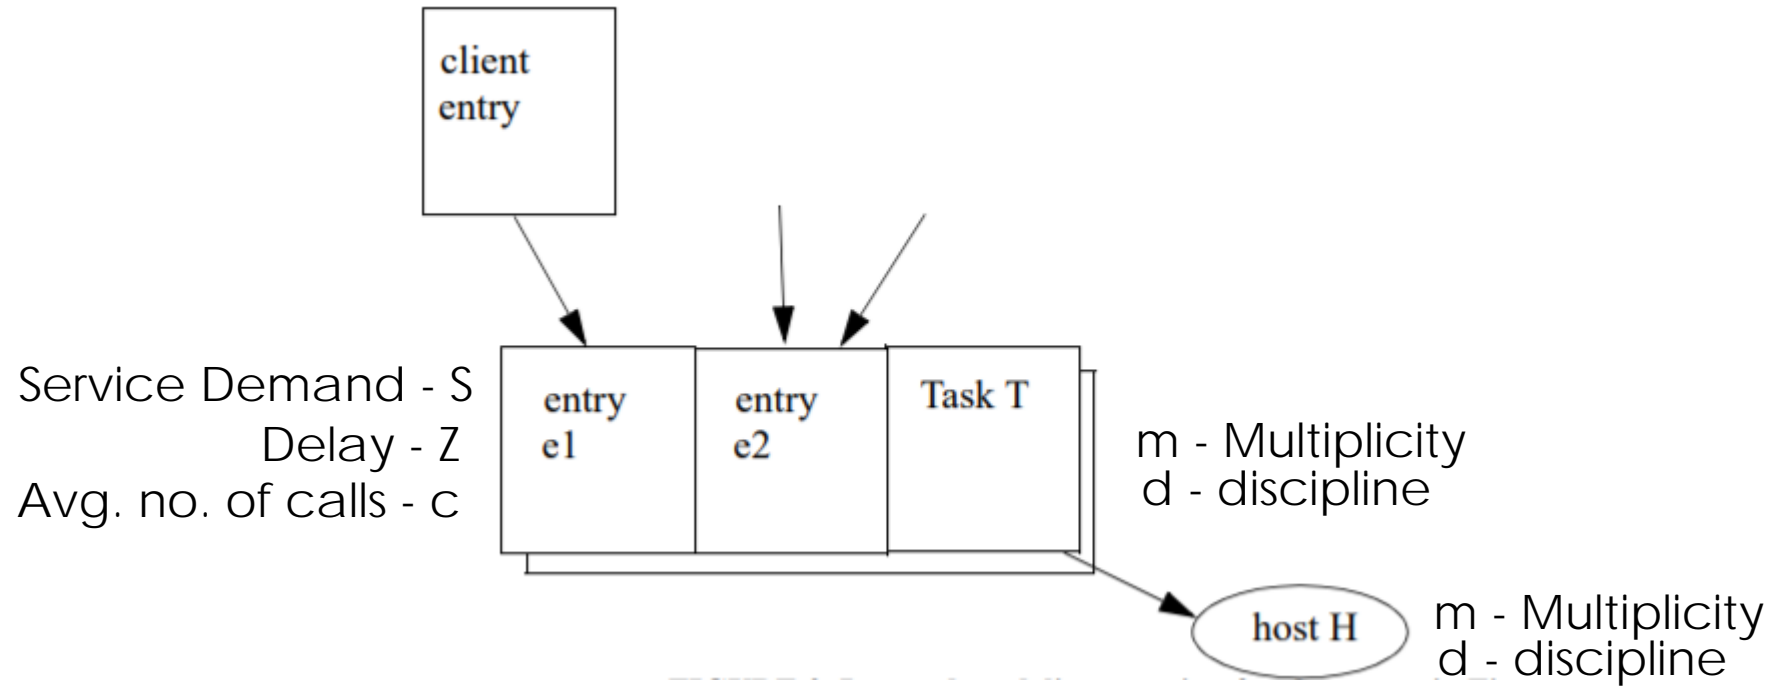 client
entry
Service Demand - S
Delay - Z
Avg. no. of calls - c
entry
e1
entry
e2
Task T
m - Multiplicity
d - discipline
host H
m - Multiplicity
d - discipline